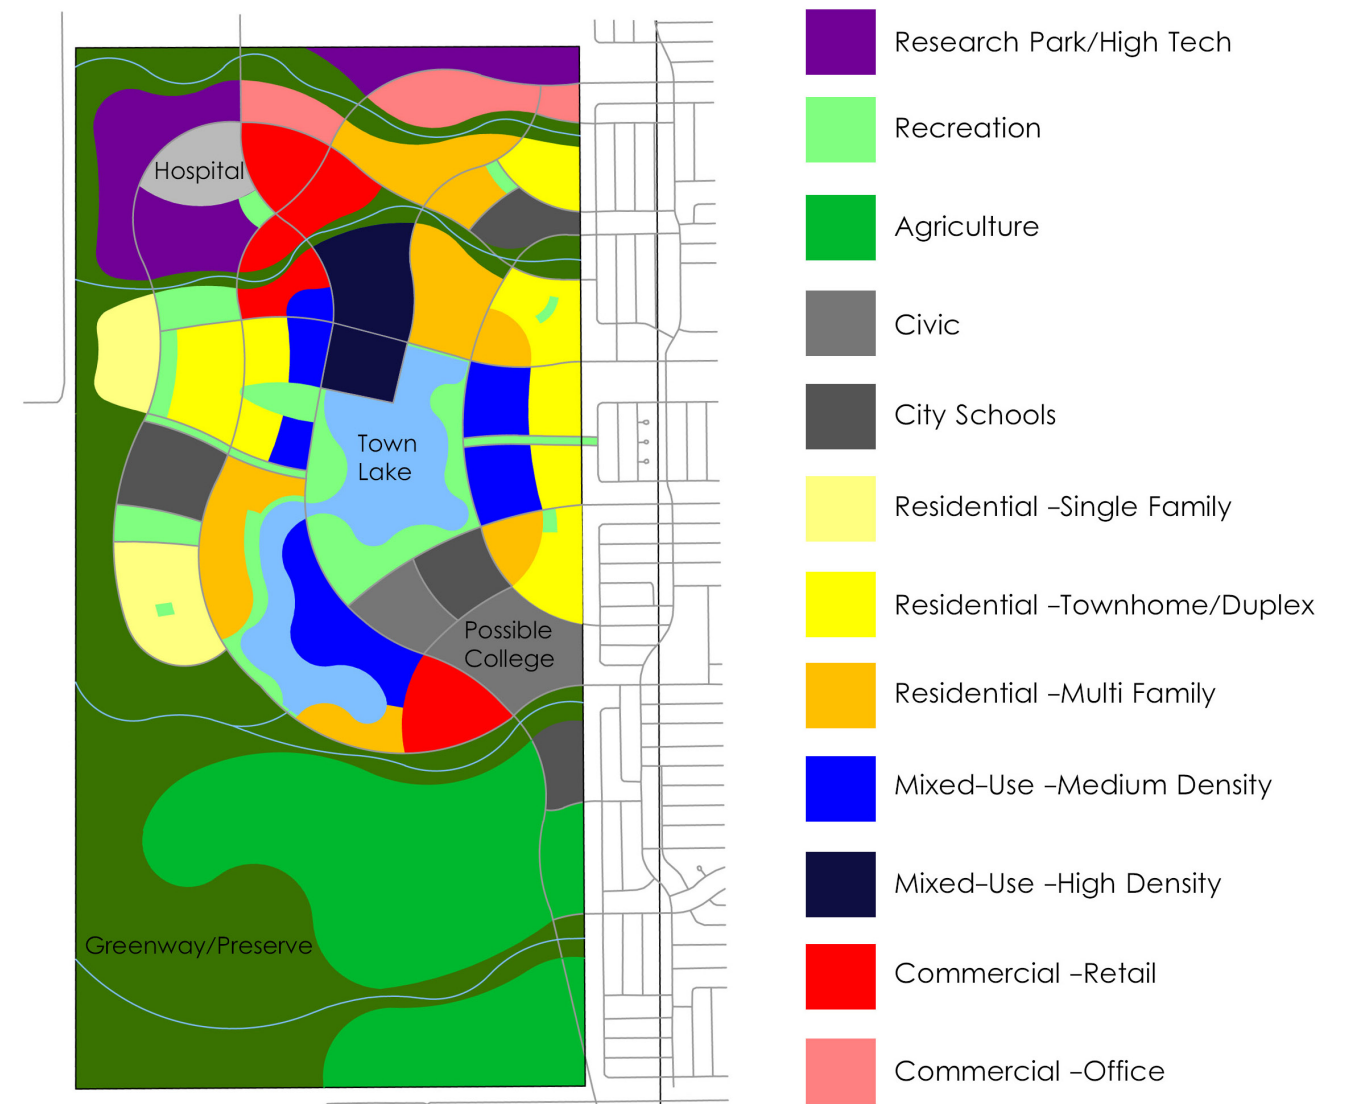 Hospital
Town
Lake
Possible
College
Greenway/Preserve
Research Park/High Tech
Recreation
Agriculture
Civic
City Schools
Residential -Single Family
Residential -Townhome/Duplex
Residential -Multi Family
Mixed-Use -Medium Density
Mixed-Use -High Density
Commercial -Retail
Commercial -Office